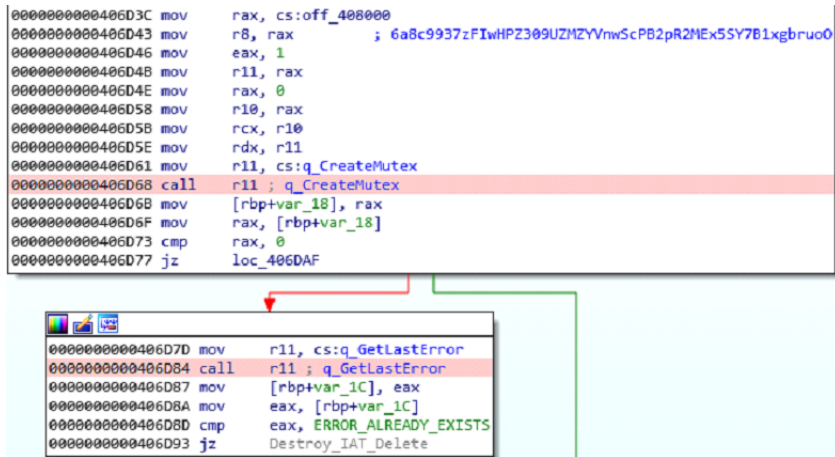 0000000000406D3C mov rax, cs:off_408000
0000000000406D43 mov r8, rax ; 6a8c9937zFIwHPZ309UZMZYVnwScPB2pR2MEx5SY7B1xgbruoO
0000000000406D46 mov eax, 1
0000000000406D4B mov r11, rax
0000000000406D4E mov rax, 0
0000000000406D58 mov r10, rax
0000000000406D5B mov rcx, r10
0000000000406D5E mov rdx, r11
0000000000406D61 mov r11, cs:q_CreateMutex
0000000000406D68 call r11 ; q_CreateMutex
0000000000406D6B mov [rbp+var_18], rax
0000000000406D6F mov rax, [rbp+var_18]
0000000000406D73 cmp rax, 0
0000000000406D77 jz loc_406DAF
0000000000406D7D mov r11, cs:q_GetLastError
0000000000406D84 call r11 ; q_GetLastError
0000000000406D87 mov [rbp+var_1C], eax
0000000000406D8A mov eax, [rbp+var_1C]
0000000000406D8D cmp eax, ERROR_ALREADY_EXISTS
0000000000406D93 jz Destroy_IAT_Delete